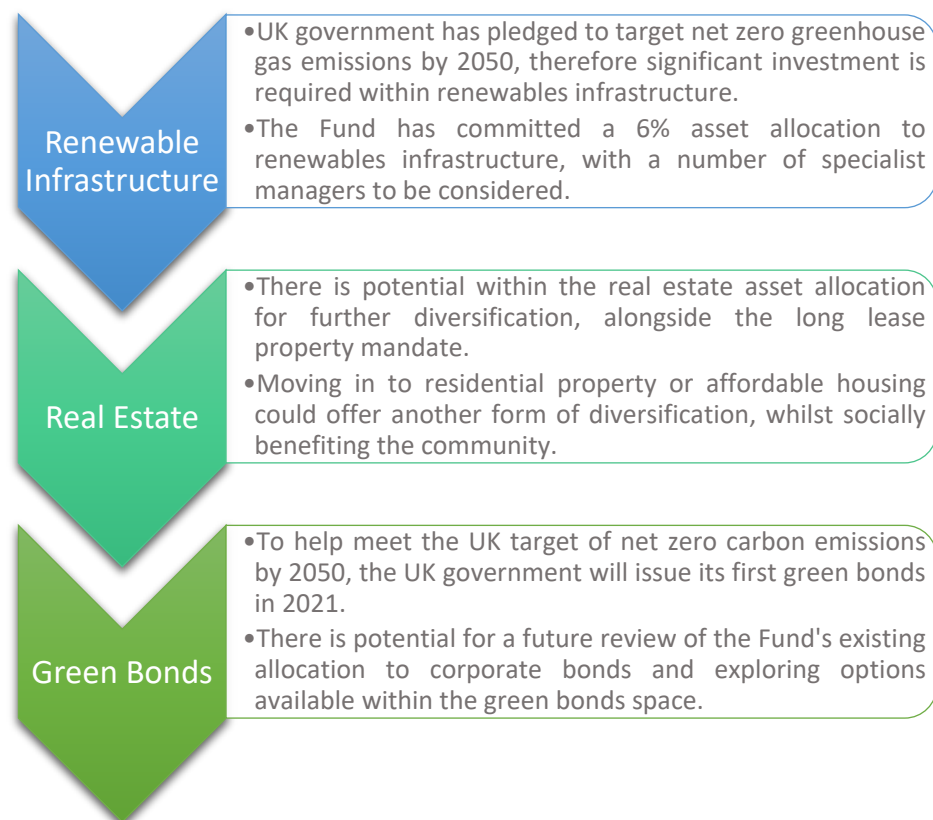 Renewable
Infrastructure
•UK government has pledged to target net zero greenhouse
gas emissions by 2050, therefore significant investment is
required within renewables infrastructure.
•The Fund has committed a 6% asset allocation to
renewables infrastructure, with a number of specialist
managers to be considered.
Real Estate
•There is potential within the real estate asset allocation
for further diversification, alongside the long lease
property mandate.
•Moving in to residential property or affordable housing
could offer another form of diversification, whilst socially
benefiting the community.
Green Bonds
•To help meet the UK target of net zero carbon emissions
by 2050, the UK government will issue its first green bonds
in 2021.
•There is potential for a future review of the Fund's existing
allocation to corporate bonds and exploring options
available within the green bonds space.